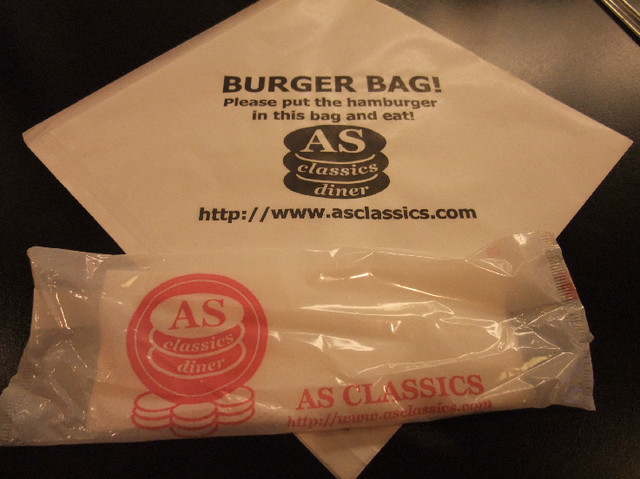 BURGER BAG!
Please put the hamburger
in this bag and eat!
AS
classics
diner
http://www.asclassics.com
AS
classics
diner
AS CLASSICS
http://www.asclassics.com